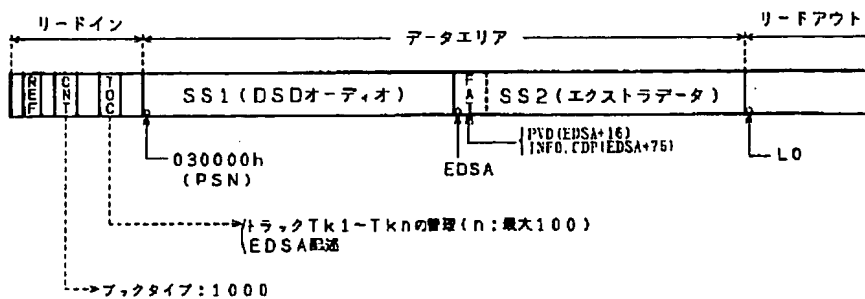 リードイン
データエリア
リードアウト
REF
CNT
TOC
SS1(DSDオーディオ)
FAT
SS2(エクストラデータ)
PVD(EDSA+16)
INFO.CDP(EDSA+75)
030000h
(PSN)
EDSA
LO
トラックTk1~Tknの管理(n:最大100)
EDSA記述
ブックタイプ:1000